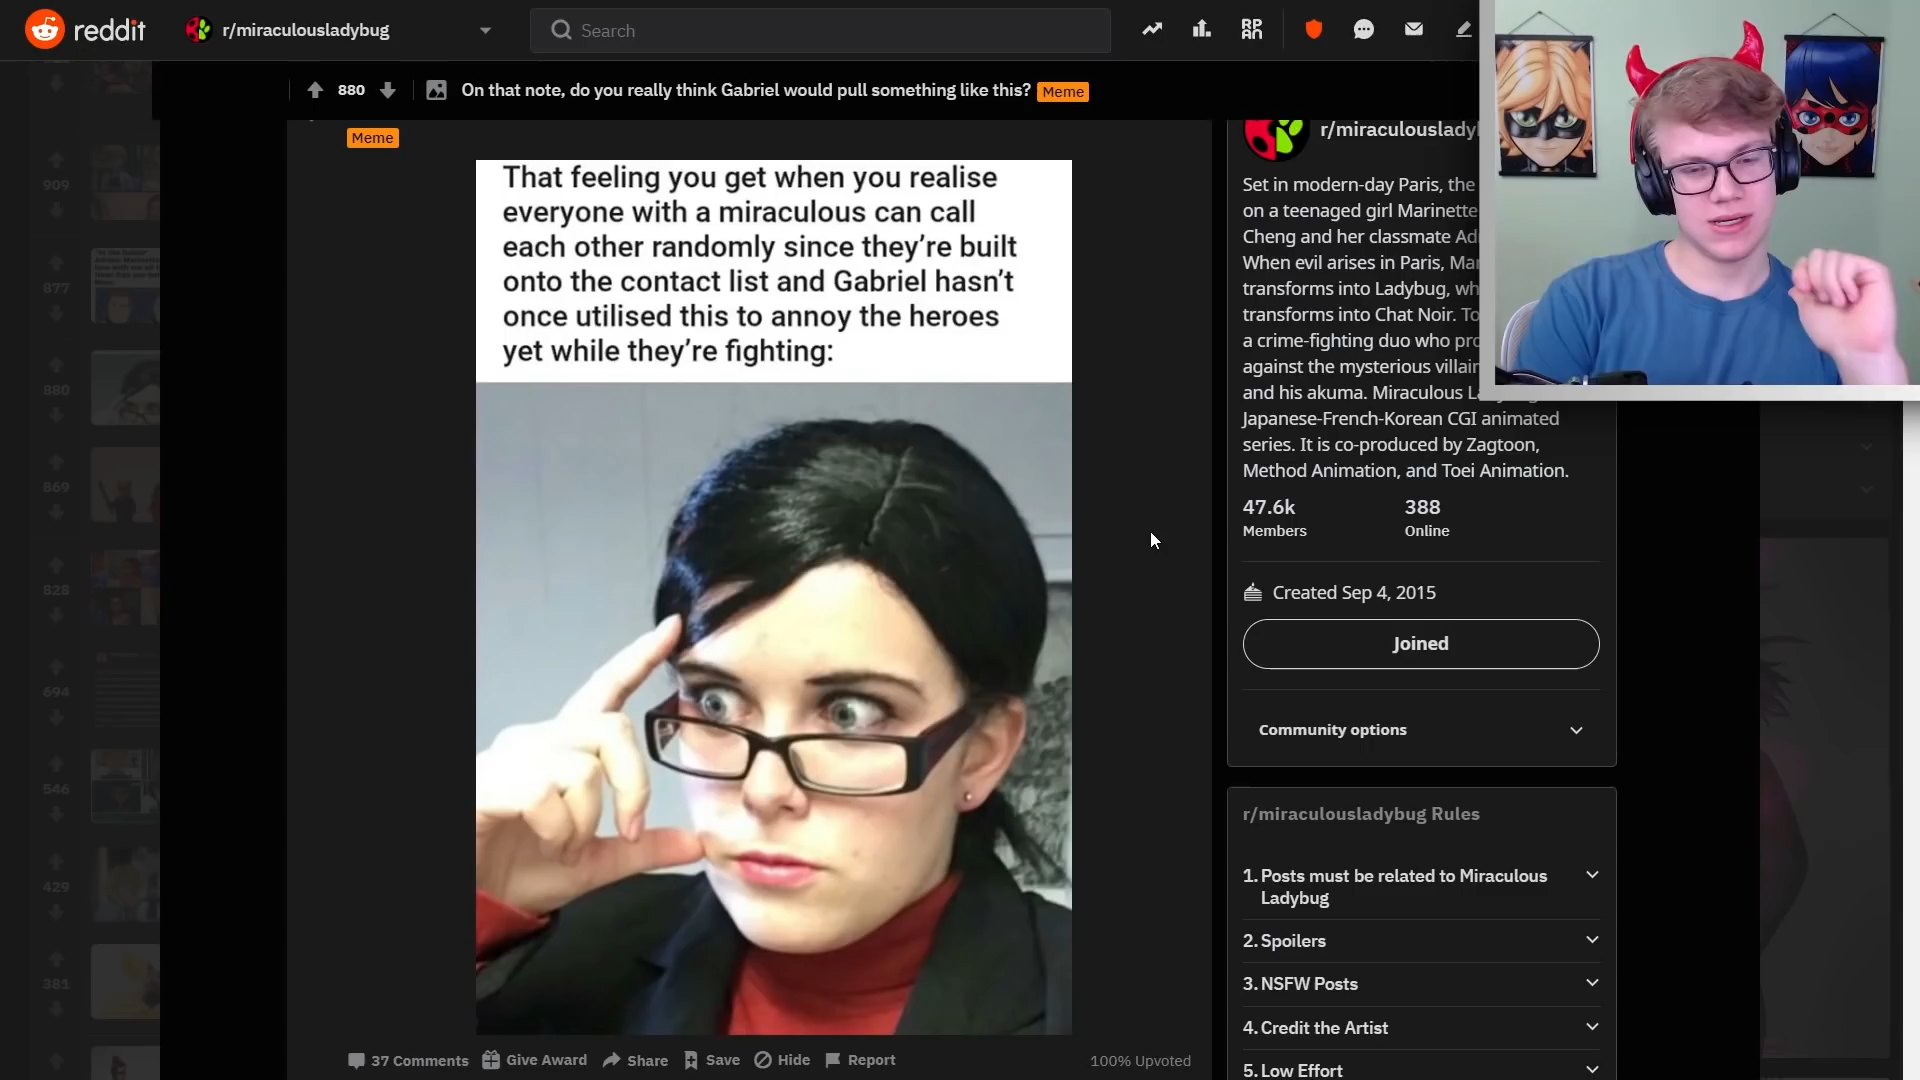 reddit
r/miraculousladybug
Search
880
On that note, do you really think Gabriel would pull something like this? Meme
Meme
That feeling you get when you realise
everyone with a miraculous can call
each other randomly since they're built
onto the contact list and Gabriel hasn't
once utilised this to annoy the heroes
yet while they're fighting:
37 Comments
Give Award
Share
Save
Hide
Report
100% Upvoted
909
877
880
869
828
694
546
429
381
Set in modern-day Paris, the
on a teenaged girl Marinette
Cheng and her classmate
When evil arises in Paris,
transforms into Ladybug,
transforms into Chat Noir.
a crime-fighting duo who
against the mysterious
and his akuma. Miraculous
Japanese-French-Korean CGI animated
series. It is co-produced by Zagtoon,
Method Animation, and Toei Animation.
47.6k
Members
388
Online
Created Sep 4, 2015
Joined
Community options
r/miraculousladybug Rules
1. Posts must be related to Miraculous
Ladybug
2. Spoilers
3. NSFW Posts
4. Credit the Artist
5. Low Effort